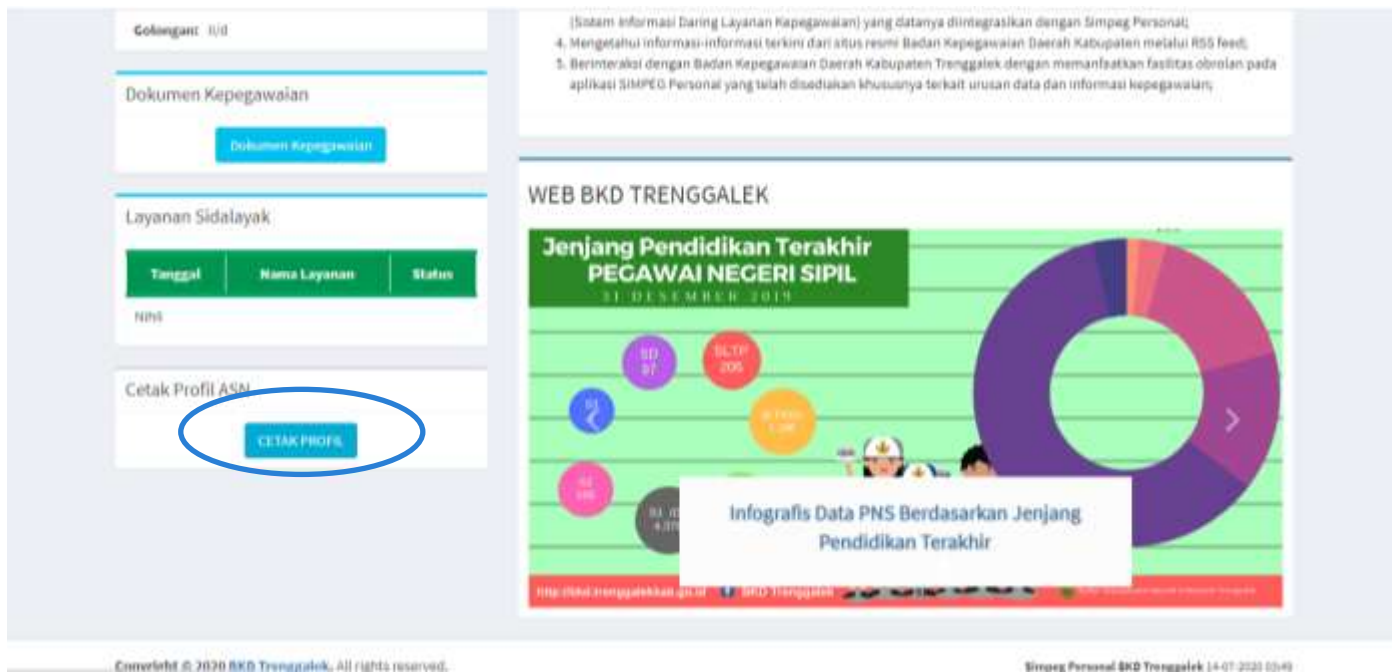 Golongan: II/d
Dokumen Kepegawaian
Dokumen Kepegawaian
Layanan Sidalayak
Tanggal Nama Layanan Status
Nihil
Cetak Profil ASN
CETAK PROFIL
(Sistem Informasi Daring Layanan Kepegawaian) yang datanya diintegrasikan dengan Simpeg Personal;
4. Mengetahui informasi-informasi terkini dari situs resmi Badan Kepegawaian Daerah Kabupaten melalui RSS feed;
5. Berinteraksi dengan Badan Kepegawaian Daerah Kabupaten Trenggalek dengan memanfaatkan fasilitas obrolan pada
aplikasi SIMPEG Personal yang telah disediakan khususnya terkait urusan data dan informasi kepegawaian;
WEB BKD TRENGGALEK
Jenjang Pendidikan Terakhir
PEGAWAI NEGERI SIPIL
31 DESEMBER 2019
SD
97
SLTP
206
Infografis Data PNS Berdasarkan Jenjang
Pendidikan Terakhir
BKD Trenggalek
Copyright © 2020 BKD Trenggalek. All rights reserved.
Simpeg Personal BKD Trenggalek 14-07-2020